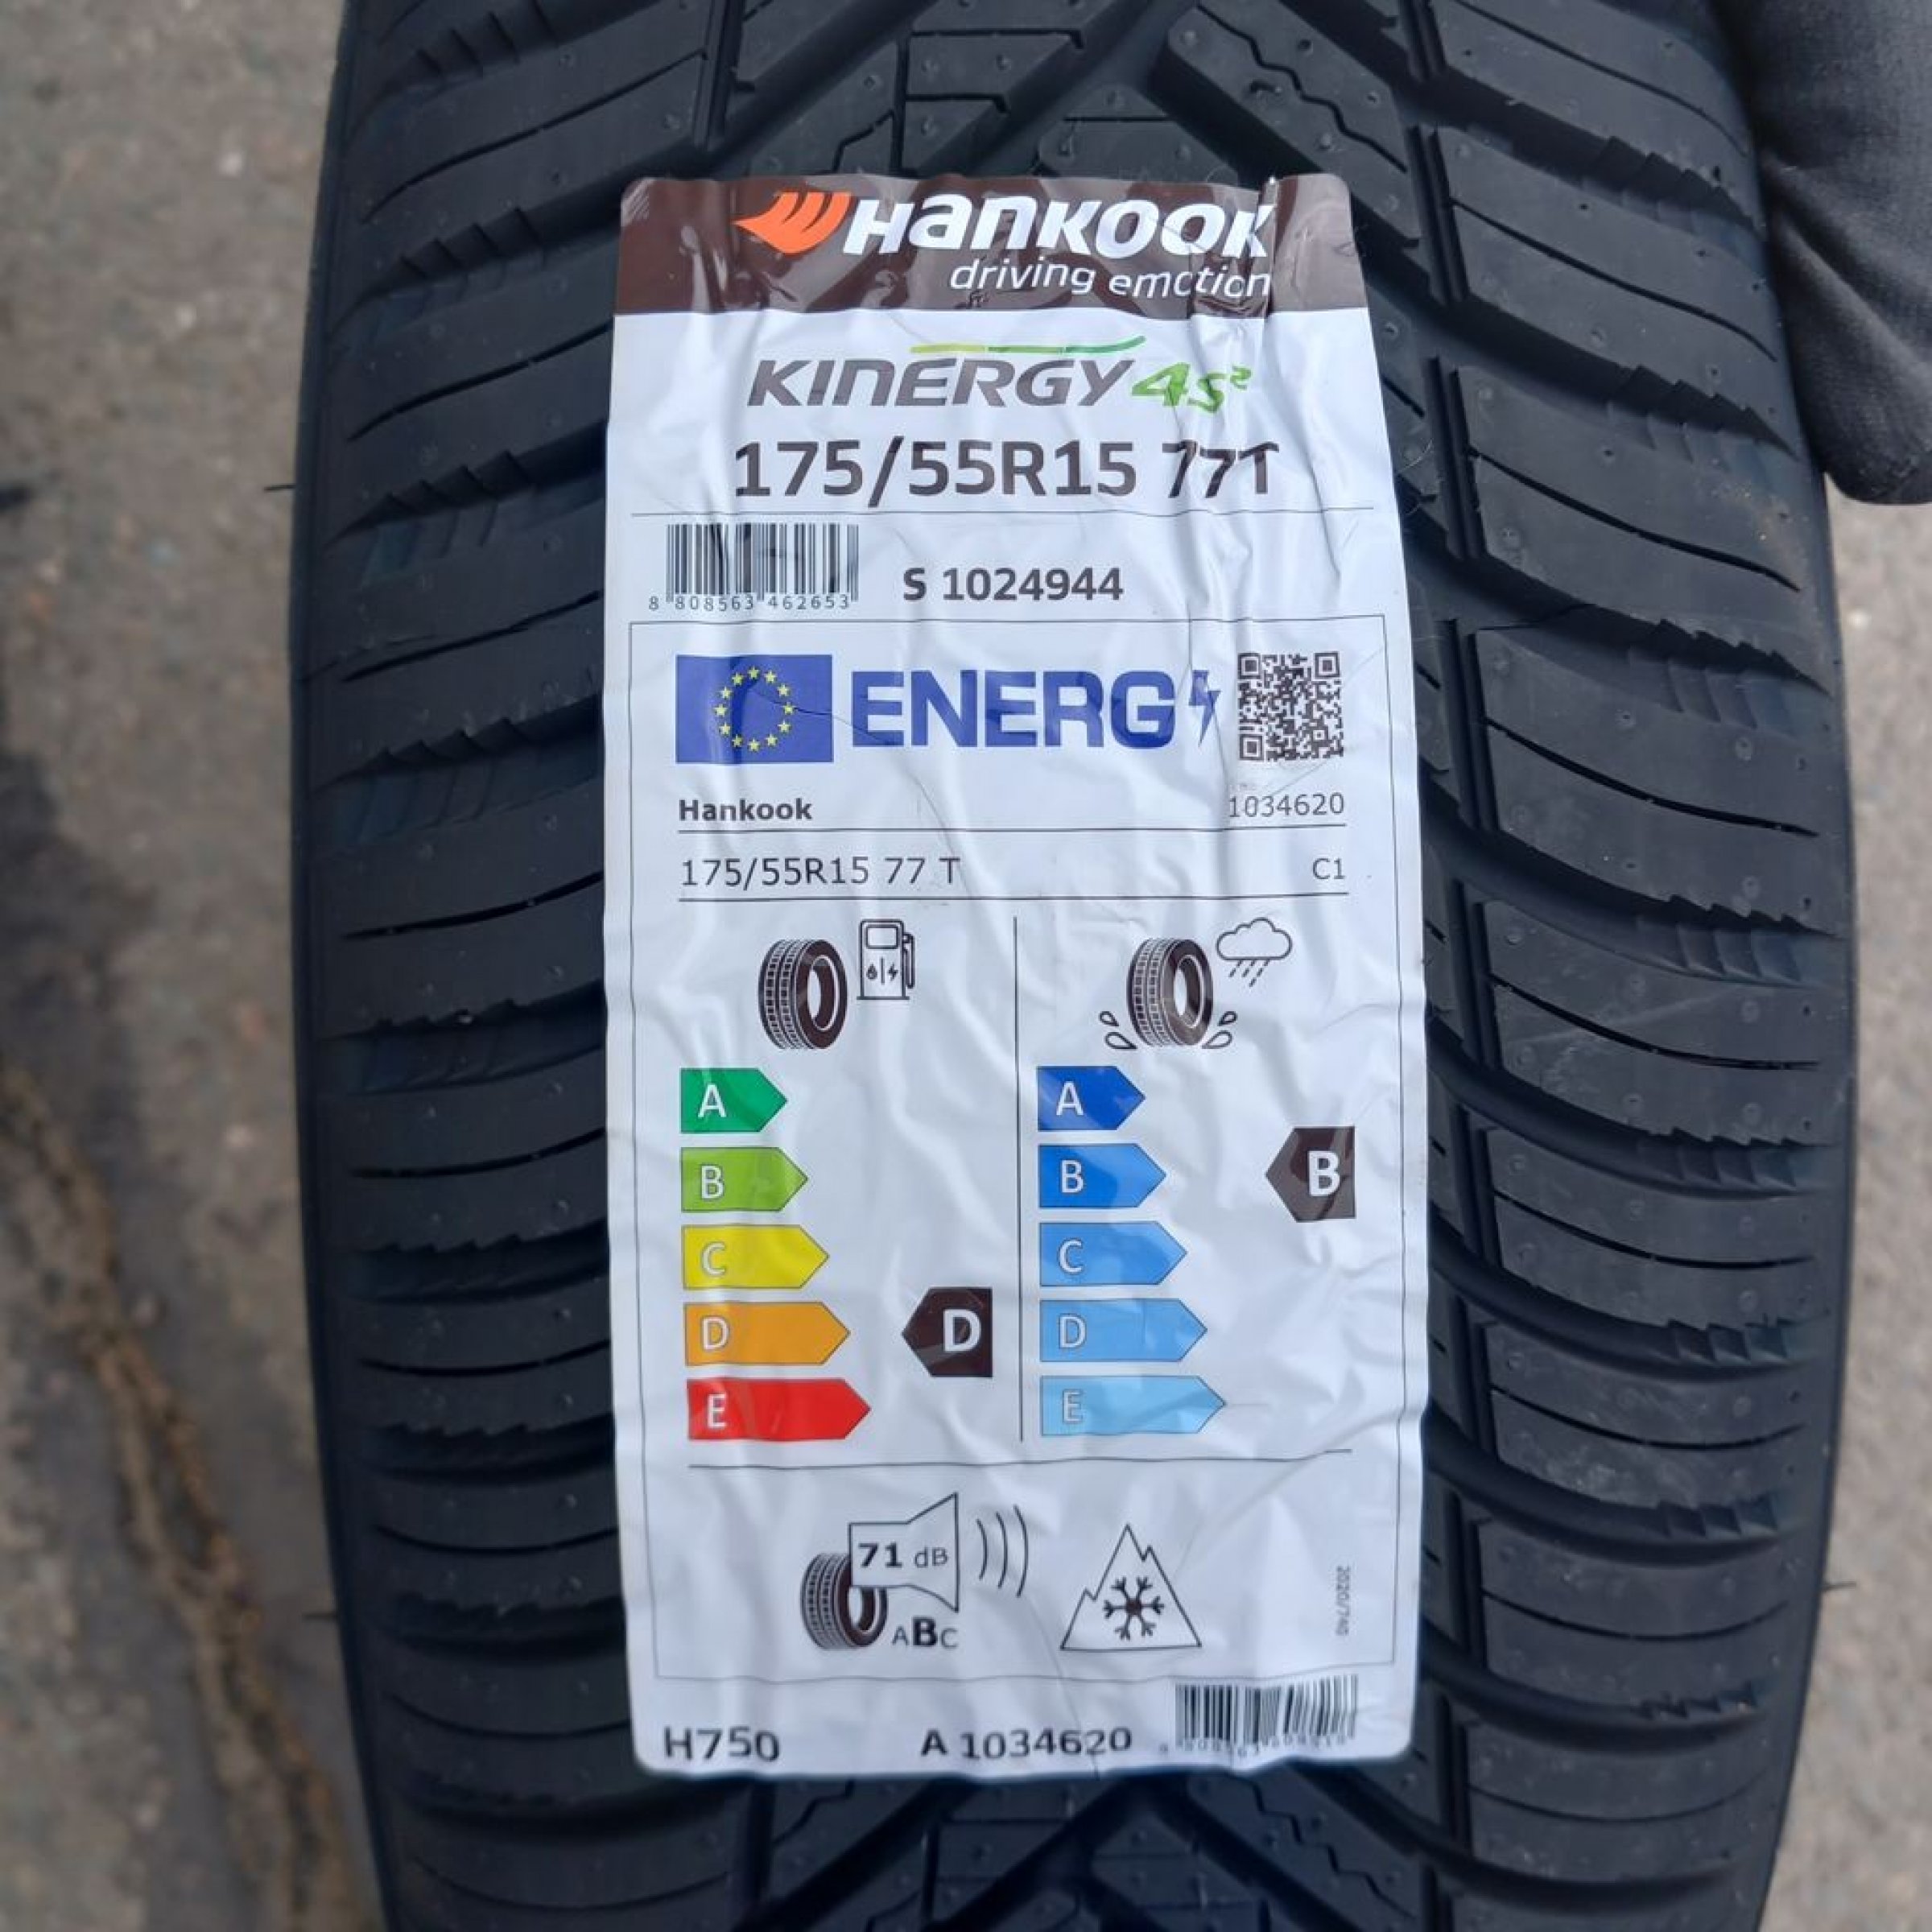 Hankook
driving emotion
KINERGY 4S²
175/55R15 77T
8 808563 462653
S 1024944
ENERG
Hankook 1034620
175/55R15 77 T C1
A A
B B B
C C
D D D
E E
71 dB
ABC
2020/740
H750 A 1034620